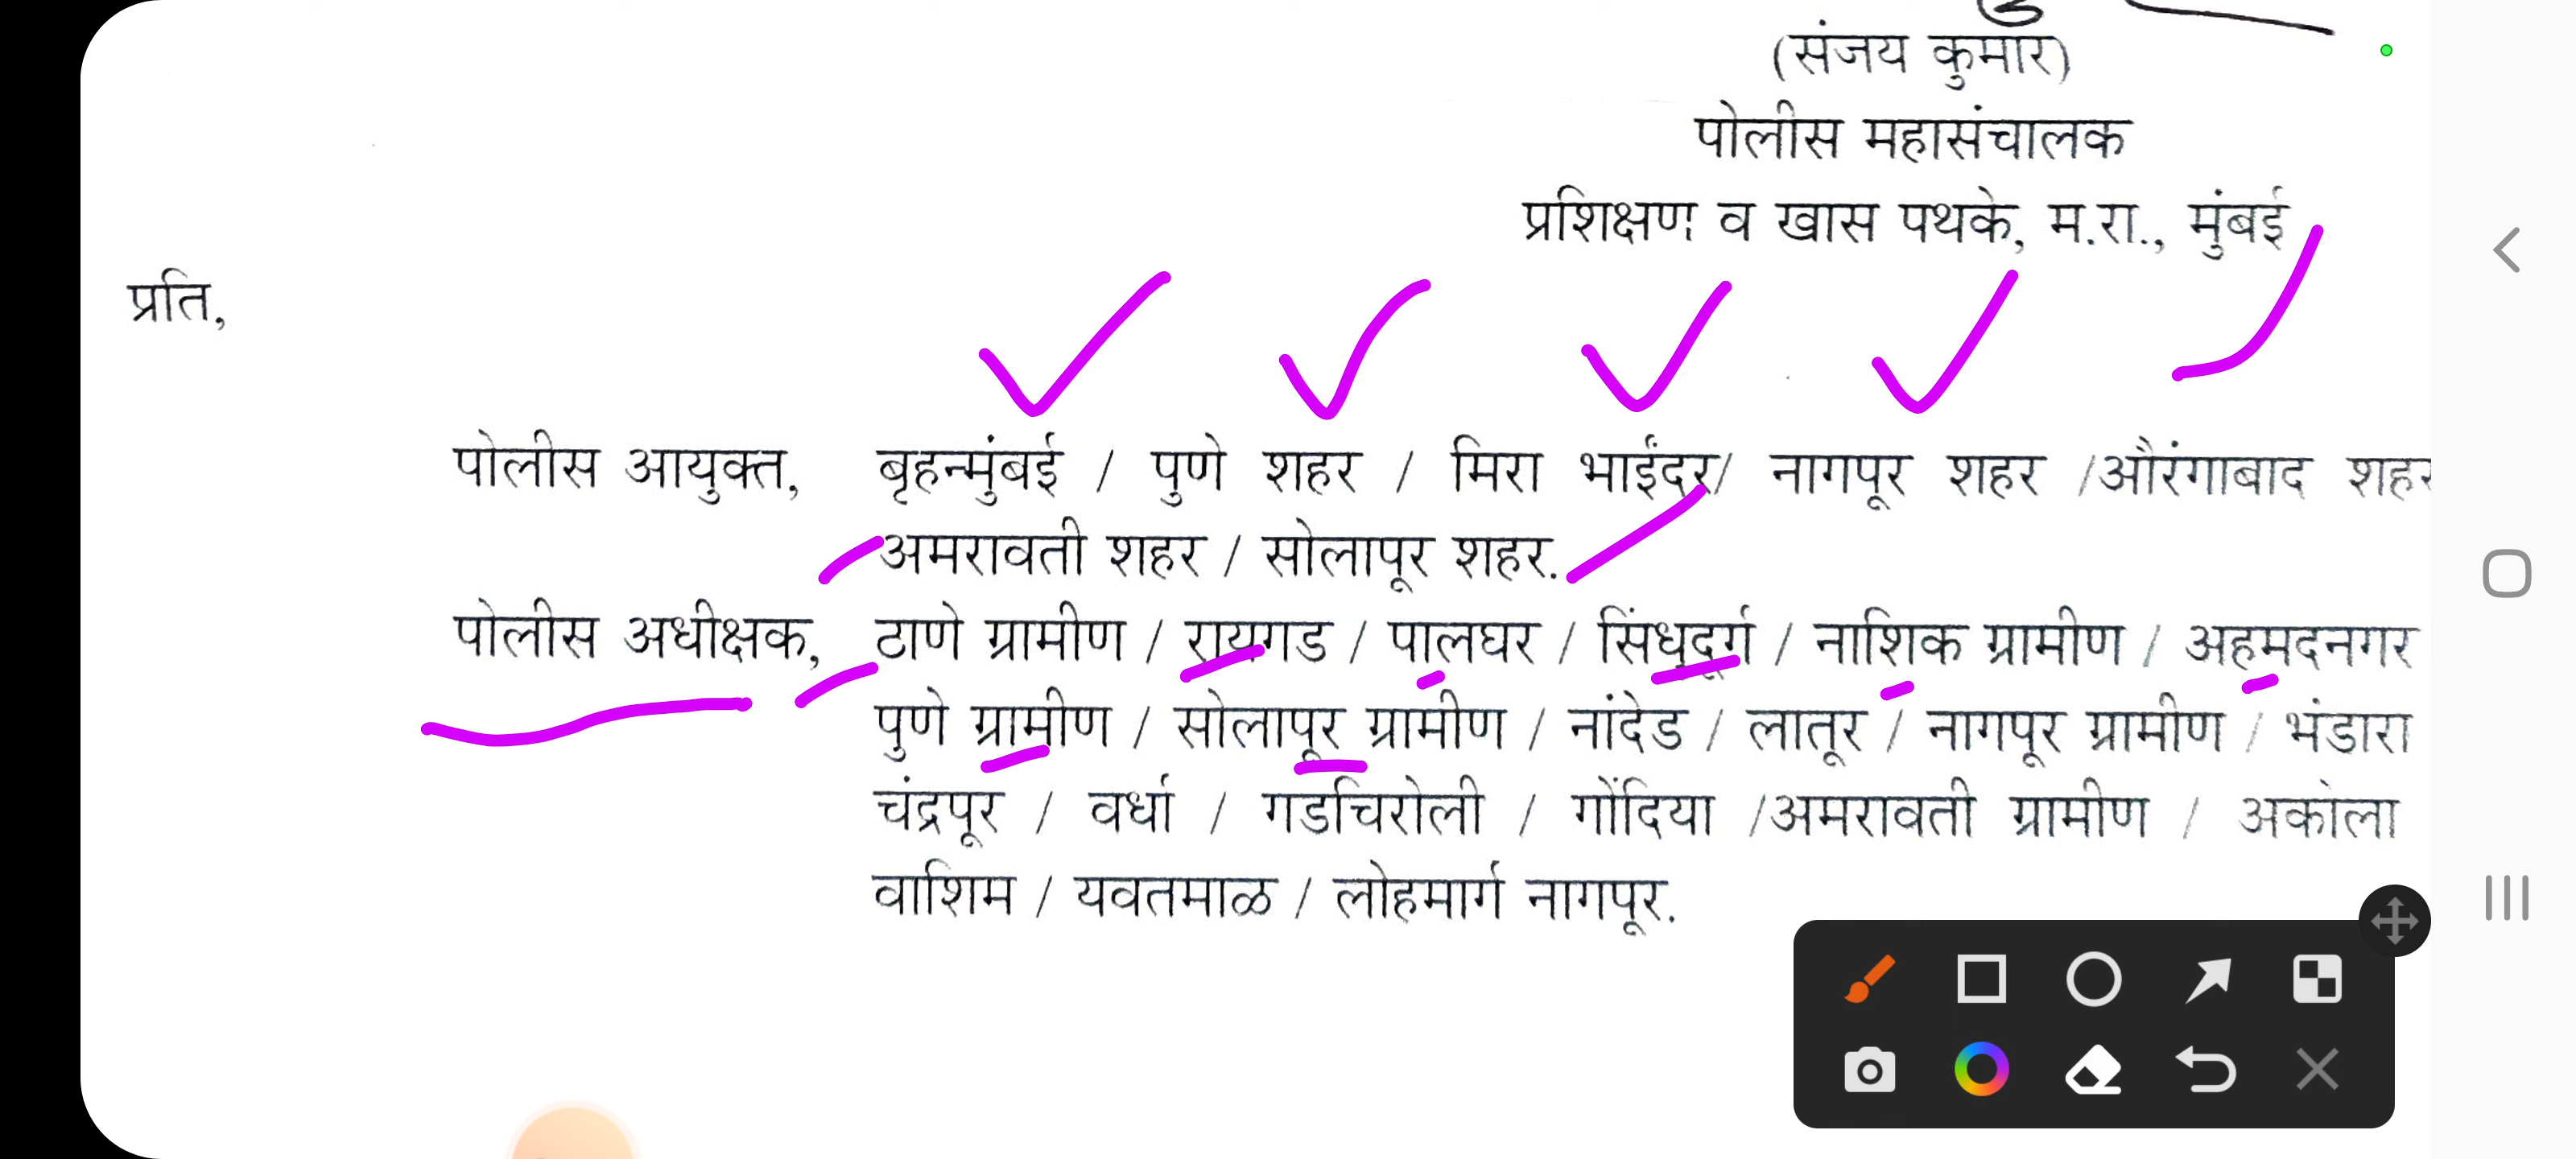 (संजय कुमार)
पोलीस महासंचालक
प्रशिक्षण व खास पथके, म.रा., मुंबई
प्रति,
पोलीस आयुक्त, बृहन्मुंबई / पुणे शहर / मिरा भाईंदर/ नागपूर शहर /औरंगाबाद शहर
अमरावती शहर / सोलापूर शहर.
पोलीस अधीक्षक, ठाणे ग्रामीण / रायगड / पालघर / सिंधुदूर्ग / नाशिक ग्रामीण / अहमदनगर
पुणे ग्रामीण / सोलापूर ग्रामीण / नांदेड / लातूर / नागपूर ग्रामीण / भंडारा
चंद्रपूर / वर्धा / गडचिरोली / गोंदिया /अमरावती ग्रामीण / अकोला
वाशिम / यवतमाळ / लोहमार्ग नागपूर.